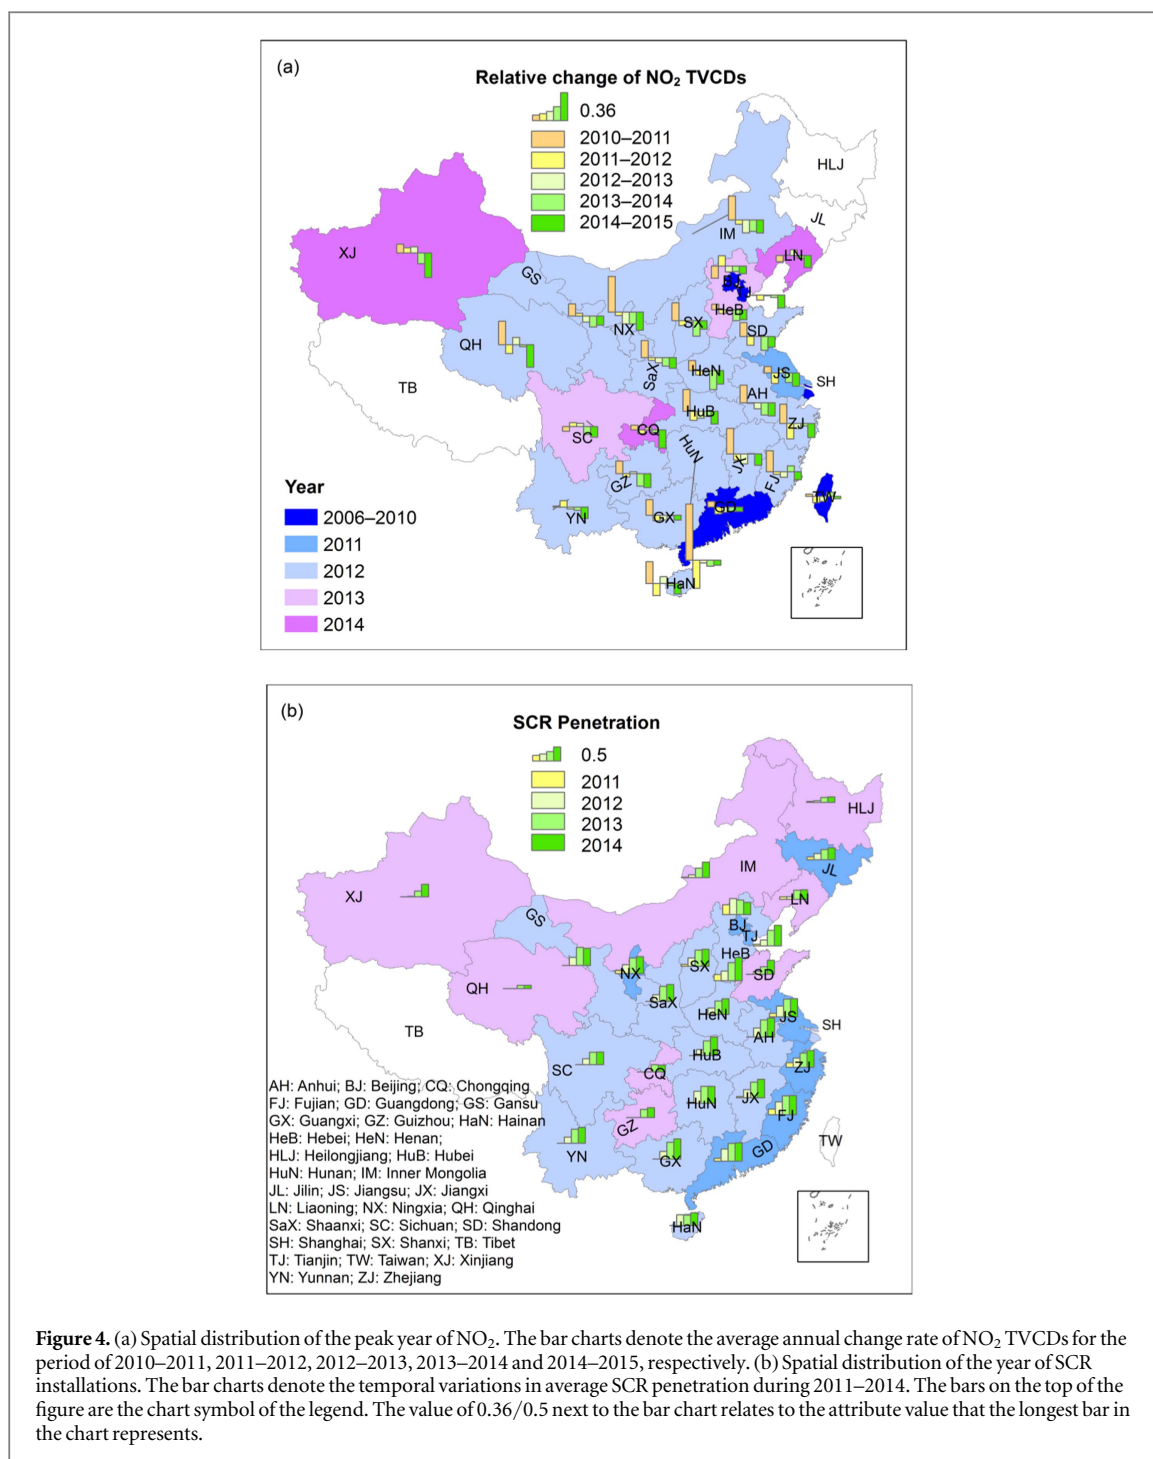 (a)
Relative change of NO₂ TVCDs
0.36
2010–2011
2011–2012
2012–2013
2013–2014
2014–2015
HLJ
JL
IM
LN
XJ
GS
BJ
TJ
HeB
NX
SX
SD
QH
SaX
HeN
JS
SH
TB
AH
HuB
ZJ
SC
CQ
HuN
JX
FJ
GZ
GD
TW
YN
GX
HaN
Year
2006–2010
2011
2012
2013
2014
(b)
SCR Penetration
0.5
2011
2012
2013
2014
HLJ
JL
IM
LN
XJ
GS
BJ
TJ
HeB
SX
NX
SD
QH
SaX
HeN
JS
SH
TB
AH
HuB
ZJ
SC
CQ
HuN
JX
FJ
GZ
GD
TW
YN
GX
HaN
AH: Anhui; BJ: Beijing; CQ: Chongqing
FJ: Fujian; GD: Guangdong; GS: Gansu
GX: Guangxi; GZ: Guizhou; HaN: Hainan
HeB: Hebei; HeN: Henan;
HLJ: Heilongjiang; HuB: Hubei
HuN: Hunan; IM: Inner Mongolia
JL: Jilin; JS: Jiangsu; JX: Jiangxi
LN: Liaoning; NX: Ningxia; QH: Qinghai
SaX: Shaanxi; SC: Sichuan; SD: Shandong
SH: Shanghai; SX: Shanxi; TB: Tibet
TJ: Tianjin; TW: Taiwan; XJ: Xinjiang
YN: Yunnan; ZJ: Zhejiang
Figure 4. (a) Spatial distribution of the peak year of NO₂. The bar charts denote the average annual change rate of NO₂ TVCDs for the
period of 2010–2011, 2011–2012, 2012–2013, 2013–2014 and 2014–2015, respectively. (b) Spatial distribution of the year of SCR
installations. The bar charts denote the temporal variations in average SCR penetration during 2011–2014. The bars on the top of the
figure are the chart symbol of the legend. The value of 0.36/0.5 next to the bar chart relates to the attribute value that the longest bar in
the chart represents.